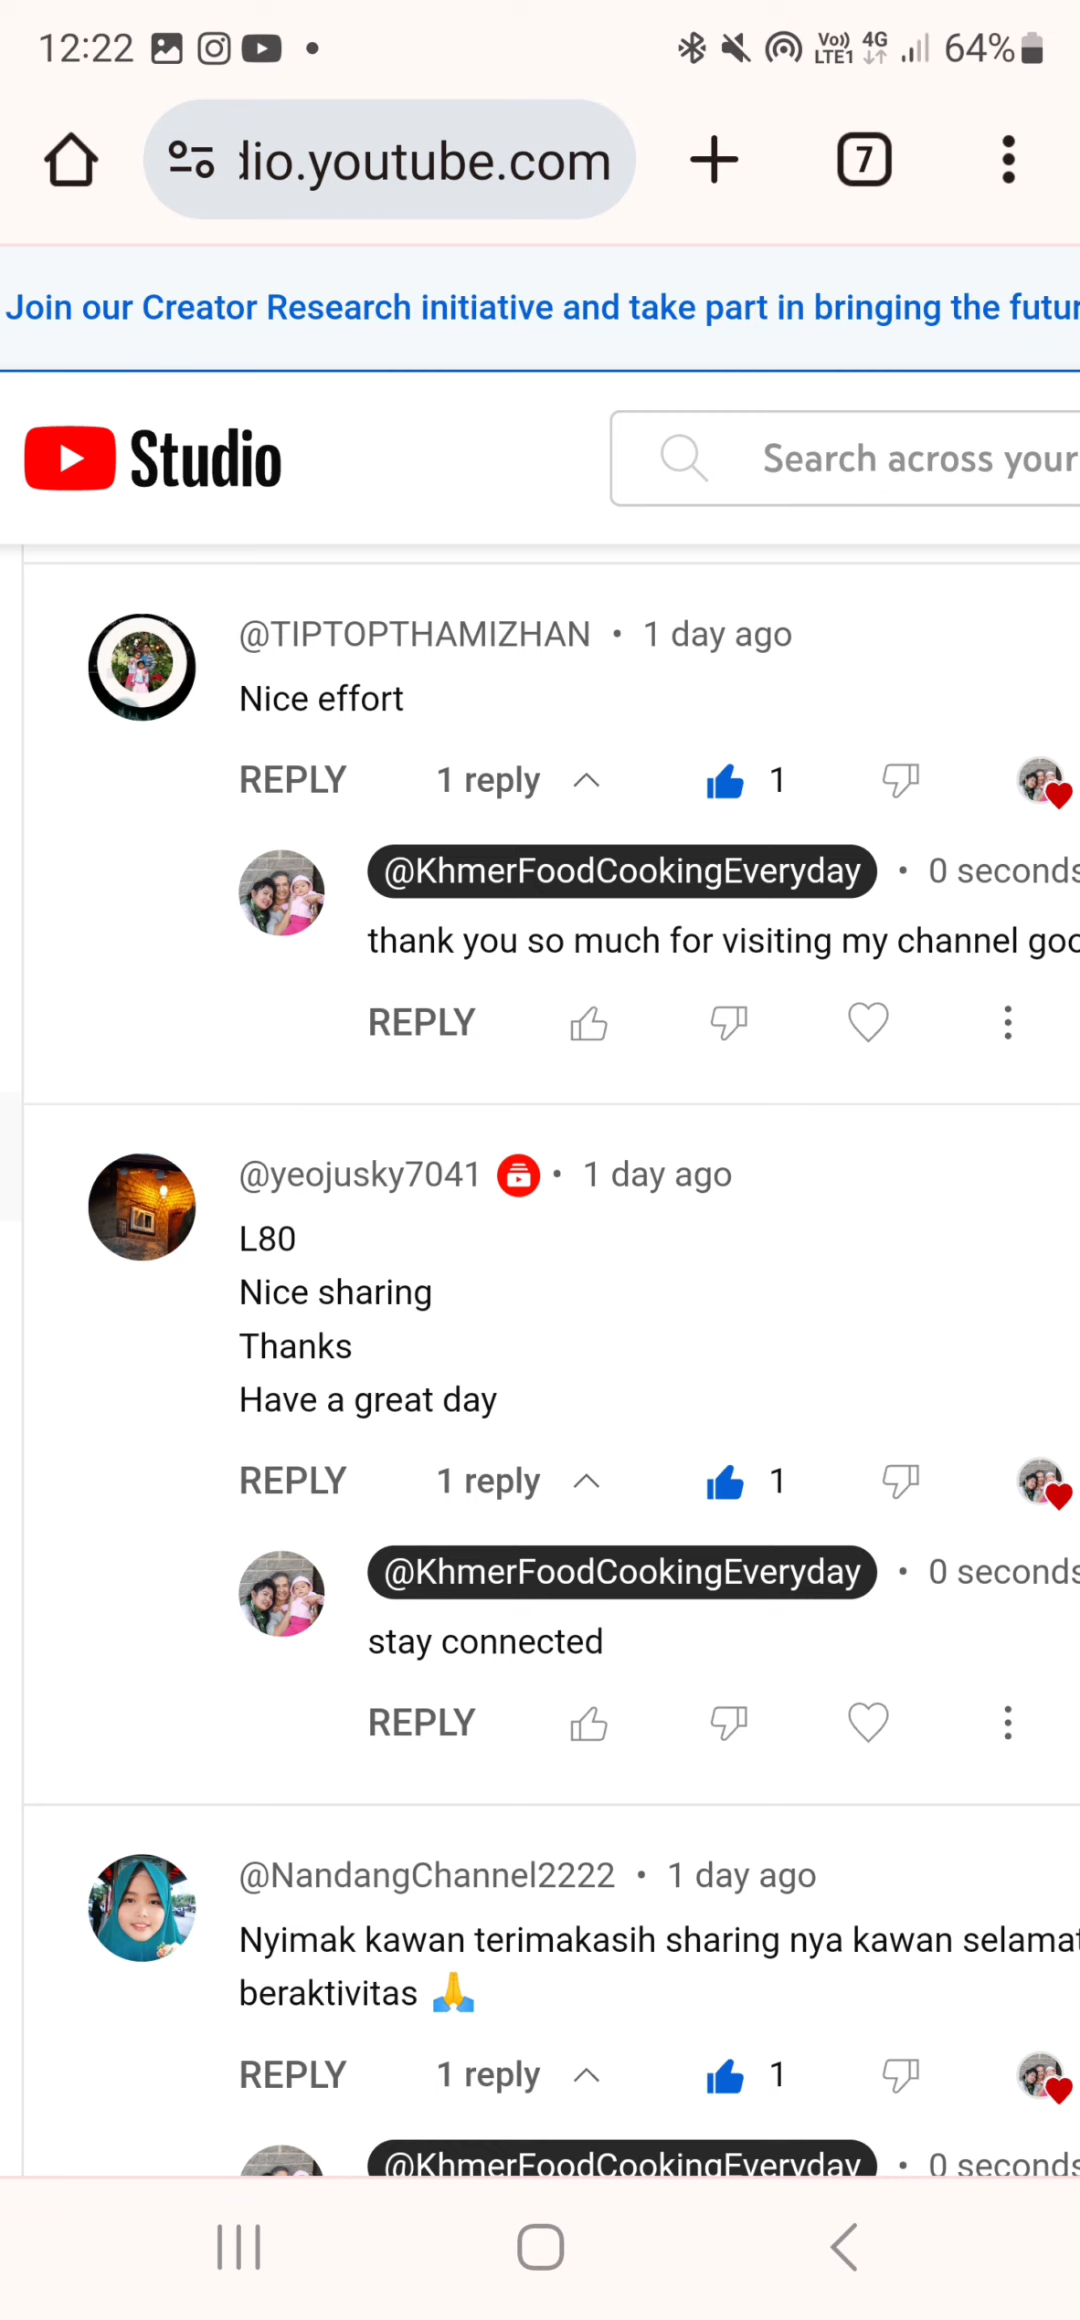 12:22 Vo)) LTE1 4G 64%
dio.youtube.com 7
Join our Creator Research initiative and take part in bringing the futur
Studio Search across your
@TIPTOPTHAMIZHAN • 1 day ago
Nice effort
REPLY 1 reply 1
@KhmerFoodCookingEveryday • 0 seconds
thank you so much for visiting my channel goo
REPLY
@yeojusky7041 • 1 day ago
L80
Nice sharing
Thanks
Have a great day
REPLY 1 reply 1
@KhmerFoodCookingEveryday • 0 seconds
stay connected
REPLY
@NandangChannel2222 • 1 day ago
Nyimak kawan terimakasih sharing nya kawan selamat
beraktivitas 🙏
REPLY 1 reply 1
@KhmerFoodCookingEveryday • 0 seconds